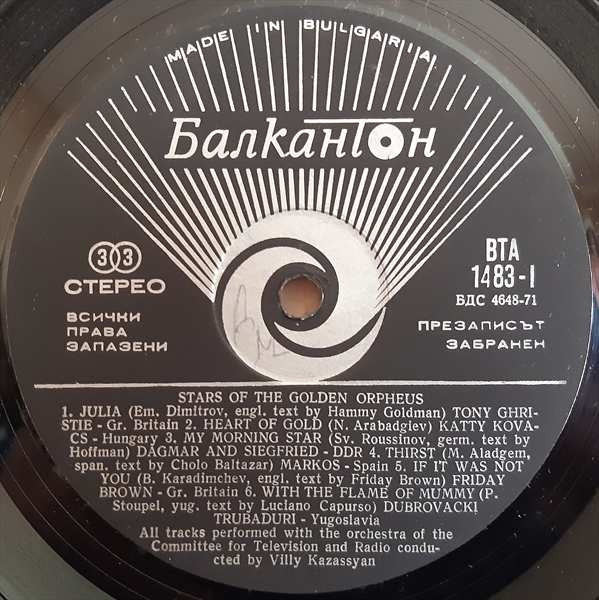 MADE IN BULGARIA
Балкантон
33
СТЕРЕО
ВСИЧКИ
ПРАВА
ЗАПАЗЕНИ
ВТА
1483-I
БДС 4648-71
ПРЕЗАПИСЪТ
ЗАБРАНЕН
STARS OF THE GOLDEN ORPHEUS
1. JULIA (Em. Dimitrov, engl. text by Hammy Goldman) TONY GHRI-
STIE - Gr. Britain 2. HEART OF GOLD (N. Arabadgiev) KATTY KOVA-
CS - Hungary 3. MY MORNING STAR (Sv. Roussinov, germ. text by
Hoffman) DAGMAR AND SIEGFRIED - DDR 4. THIRST (M. Aladgem,
span. text by Cholo Baltazar) MARKOS - Spain 5. IF IT WAS NOT
YOU (B. Karadimchev, engl. text by Friday Brown) FRIDAY
BROWN - Gr. Britain 6. WITH THE FLAME OF MUMMY (P.
Stoupel, yug. text by Luciano Capurso) DUBROVACKI
TRUBADURI - Yugoslavia
All tracks performed with the orchestra of the
Committee for Television and Radio condu-
cted by Villy Kazassyan